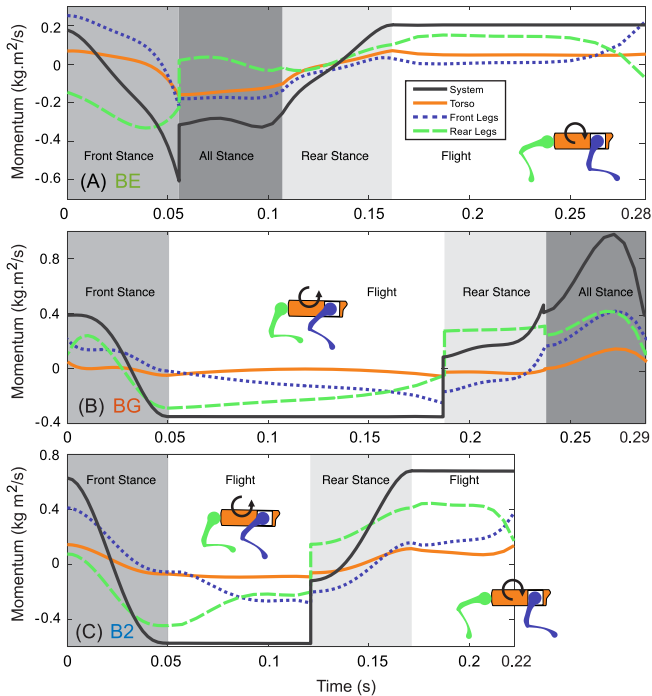 Momentum (kg.m²/s)
0.2
0
-0.2
-0.4
-0.6
System
Torso
Front Legs
Rear Legs
Front Stance
All Stance
Rear Stance
Flight
(A) BE
0
0.05
0.1
0.15
0.2
0.25
0.28
Momentum (kg.m²/s)
0.8
0.4
0
-0.4
Front Stance
Flight
Rear Stance
All Stance
(B) BG
0
0.05
0.1
0.15
0.2
0.25
0.29
Momentum (kg m²/s)
0.8
0.4
0
-0.4
Front Stance
Flight
Rear Stance
Flight
(C) B2
0
0.05
0.1
0.15
0.2
0.22
Time (s)